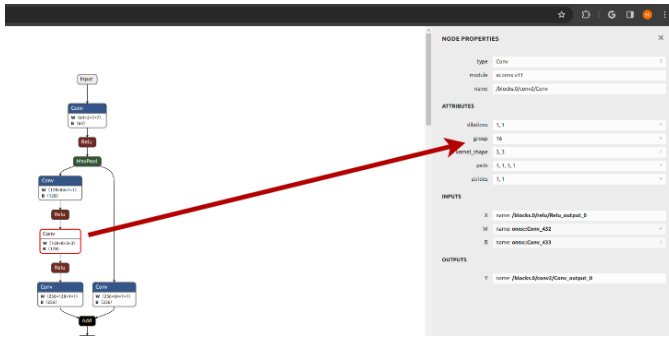 G
H
NODE PROPERTIES
×
Input
type
Conv
?
module
ai.onnx v11
name
/blocks.0/conv2/Conv
Conv
W ⟨64×3×7×7⟩
B ⟨64⟩
ATTRIBUTES
dilations
1, 1
Relu
group
16
MaxPool
kernel_shape
3, 3
pads
1, 1, 1, 1
Conv
W ⟨128×64×1×1⟩
B ⟨128⟩
strides
1, 1
INPUTS
Relu
X
name: /blocks.0/relu/Relu_output_0
Conv
W
name: onnx::Conv_432
W ⟨128×8×3×3⟩
B ⟨128⟩
B
name: onnx::Conv_433
OUTPUTS
Relu
Y
name: /blocks.0/conv2/Conv_output_0
Conv
Conv
W ⟨256×128×1×1⟩
W ⟨256×64×1×1⟩
B ⟨256⟩
B ⟨256⟩
Add